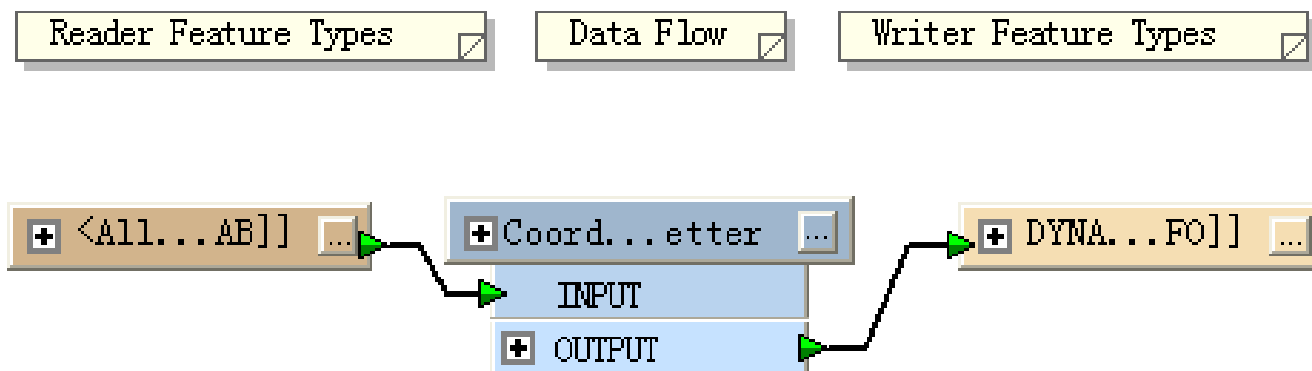 Reader Feature Types
Data Flow
Writer Feature Types
<All...AB]] ...
Coord...etter ...
DYNA...FO]] ...
INPUT
OUTPUT